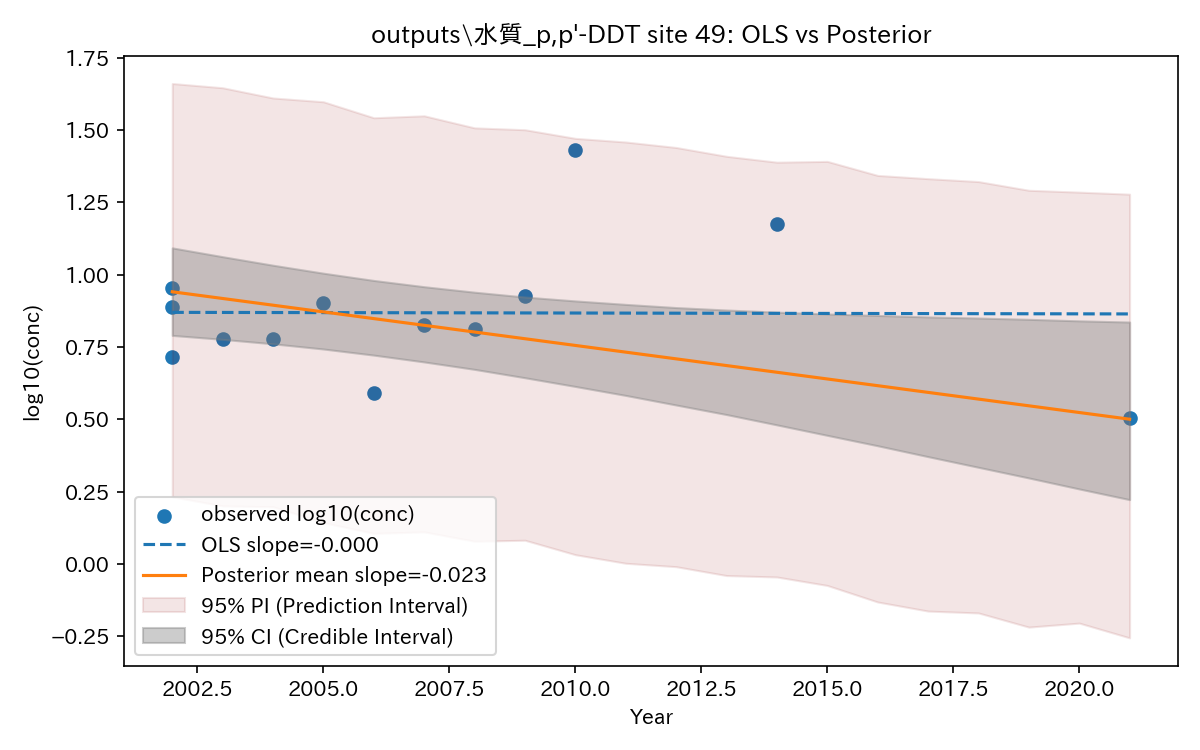 outputs\水質_p,p'-DDT site 49: OLS vs Posterior
1.75
1.50
1.25
1.00
0.75
0.50
0.25
0.00
−0.25
log10(conc)
observed log10(conc)
OLS slope=-0.000
Posterior mean slope=-0.023
95% PI (Prediction Interval)
95% CI (Credible Interval)
2002.5 2005.0 2007.5 2010.0 2012.5 2015.0 2017.5 2020.0
Year